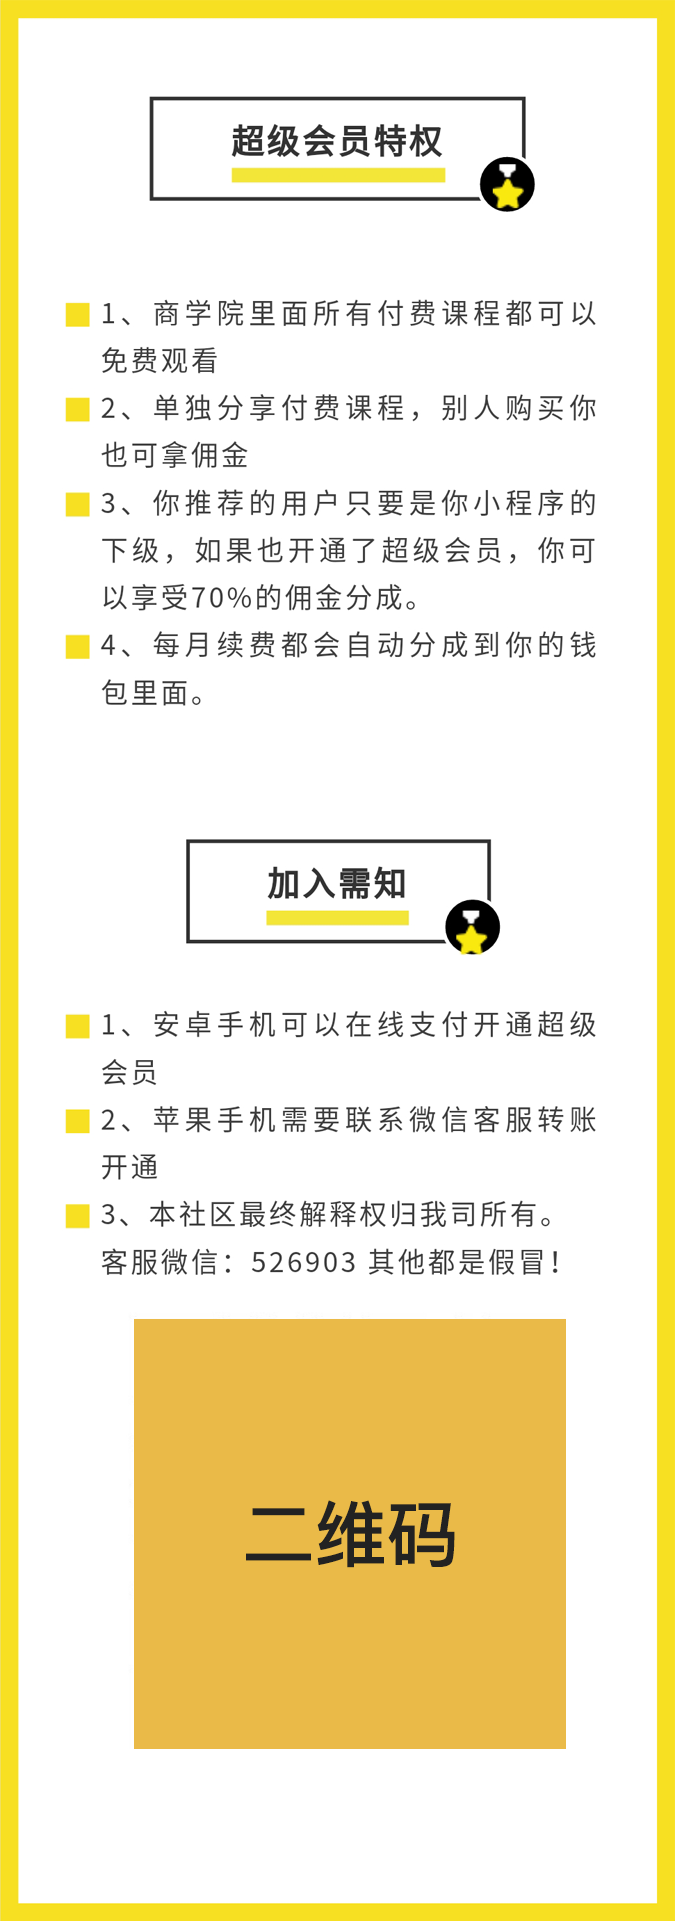 超级会员特权
1、商学院里面所有付费课程都可以
免费观看
2、单独分享付费课程，别人购买你
也可拿佣金
3、你推荐的用户只要是你小程序的
下级，如果也开通了超级会员，你可
以享受70%的佣金分成。
4、每月续费都会自动分成到你的钱
包里面。
加入需知
1、安卓手机可以在线支付开通超级
会员
2、苹果手机需要联系微信客服转账
开通
3、本社区最终解释权归我司所有。
客服微信：526903 其他都是假冒！
二维码